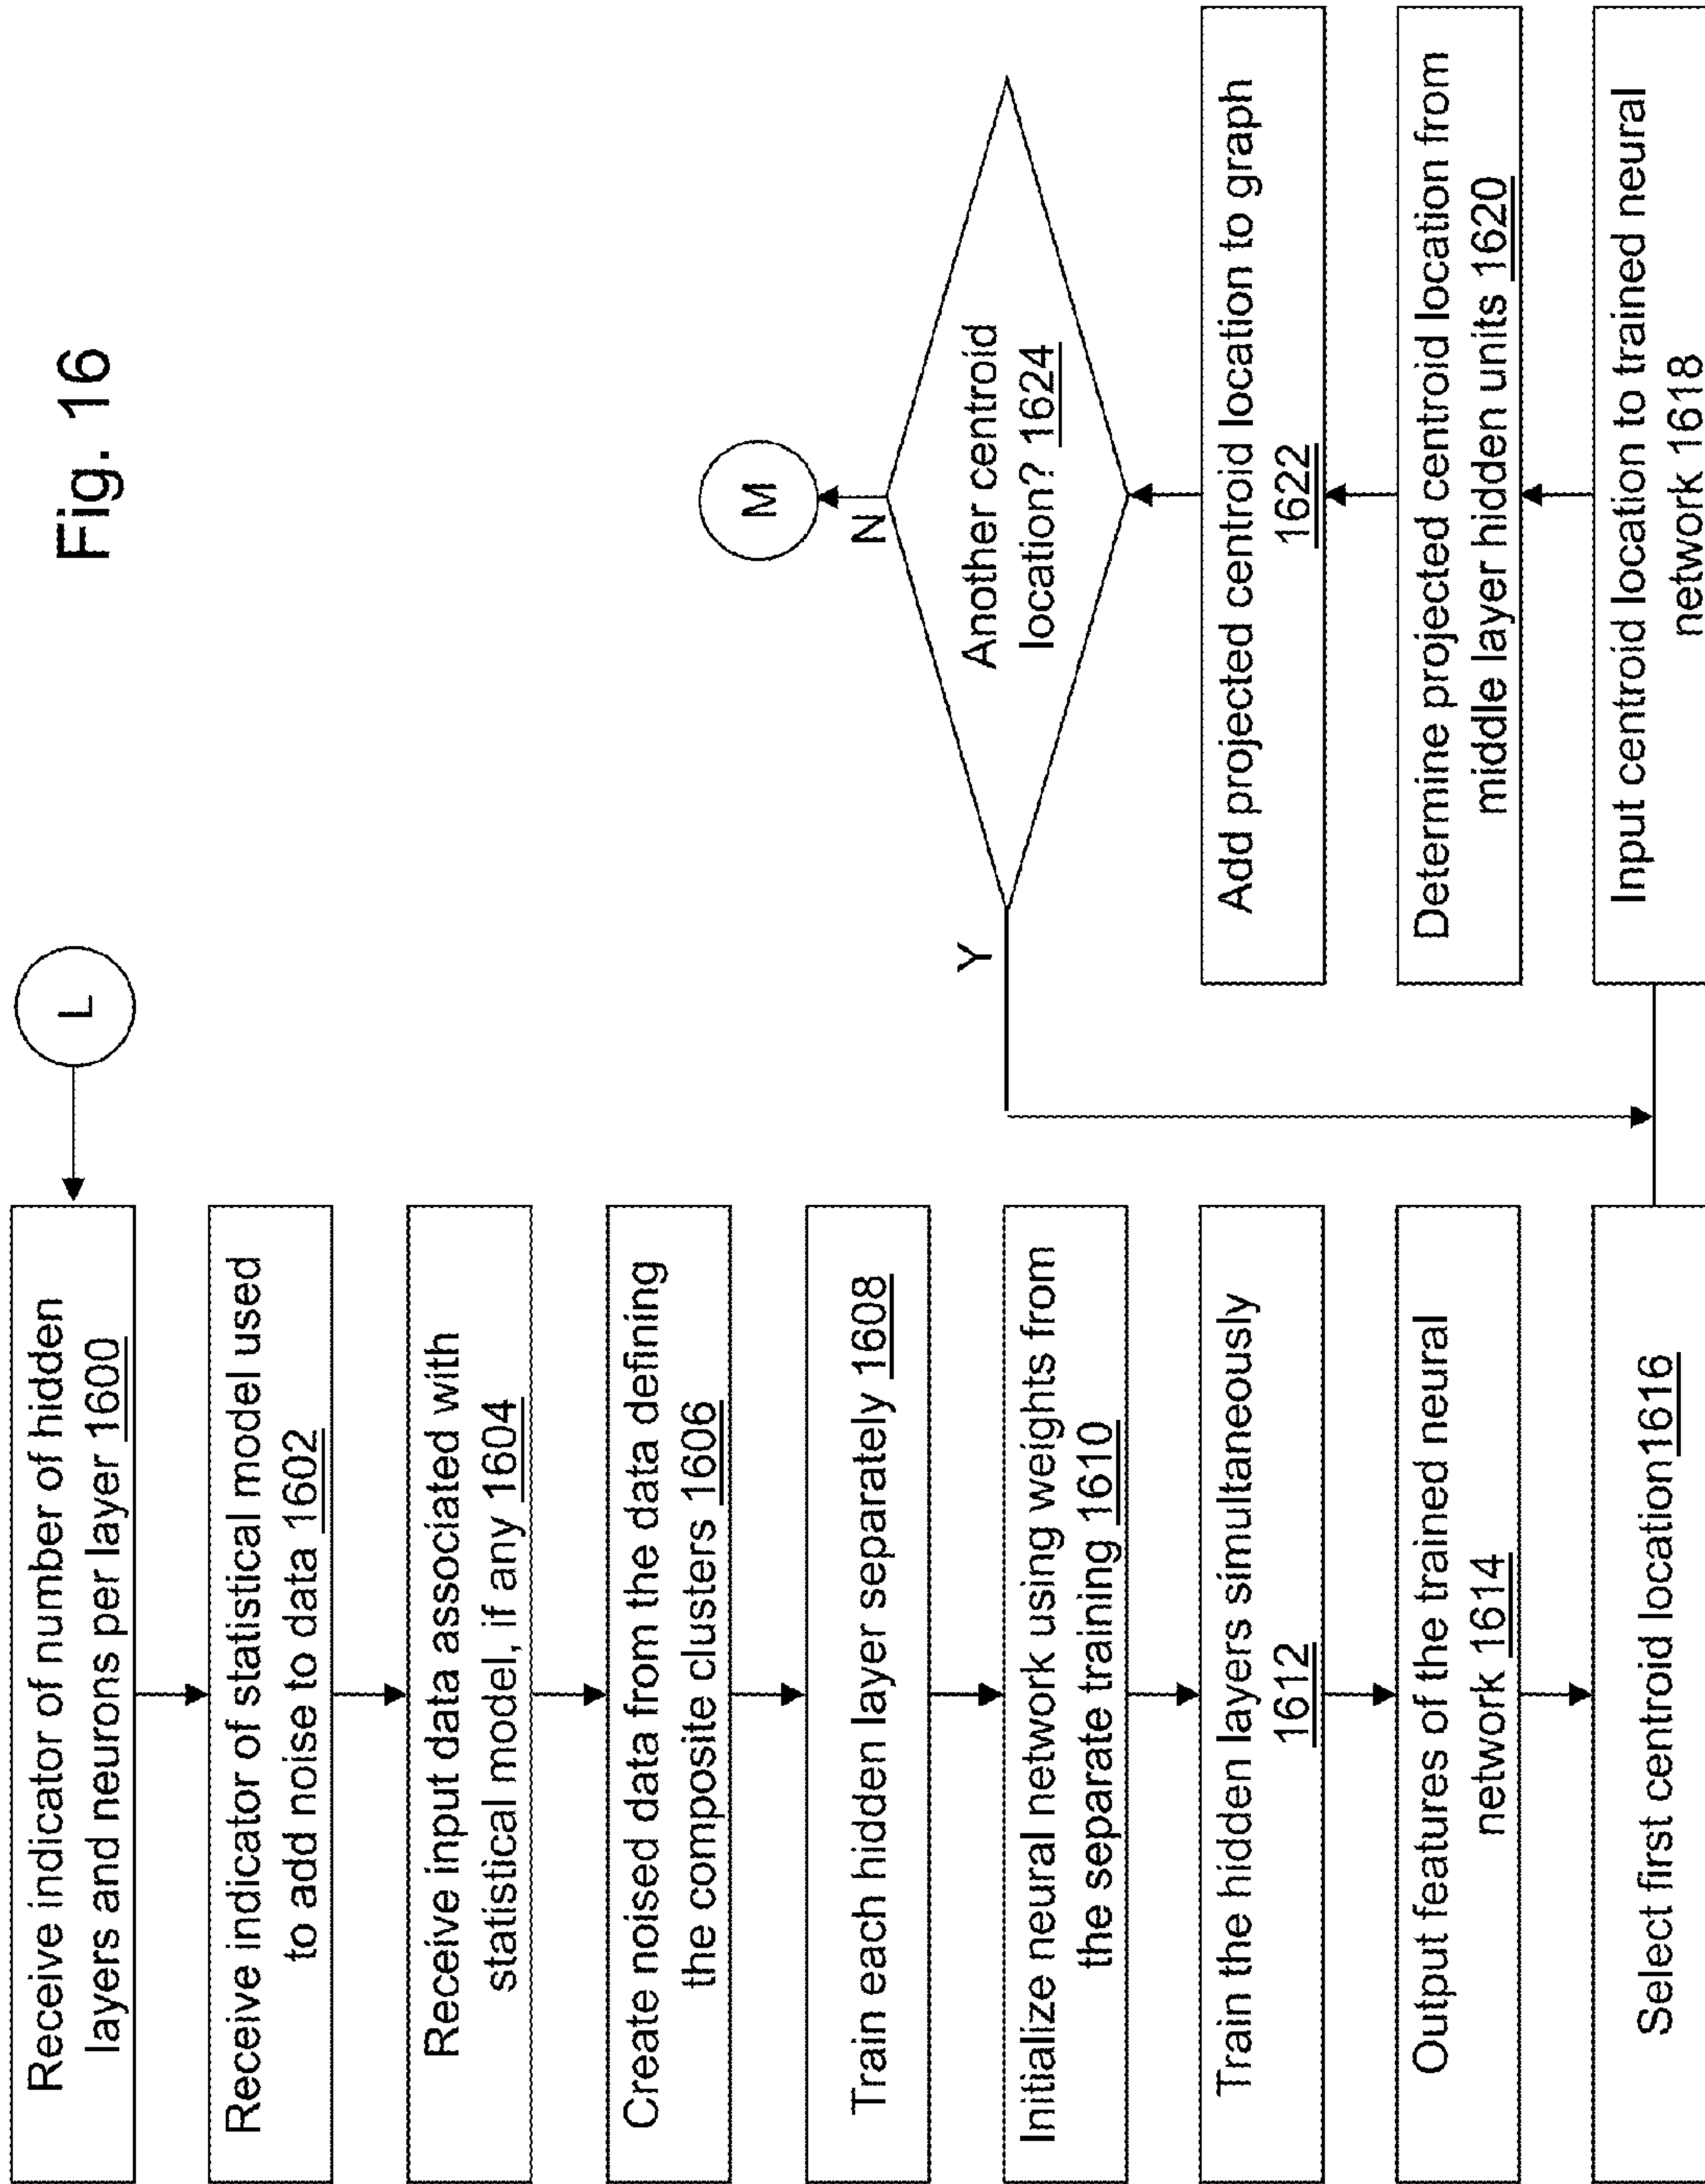 Fig. 16
L
Receive indicator of number of hidden
layers and neurons per layer 1600
Receive indicator of statistical model used
to add noise to data 1602
Receive input data associated with
statistical model, if any 1604
Create noised data from the data defining
the composite clusters 1606
Train each hidden layer separately 1608
Initialize neural network using weights from
the separate training 1610
Train the hidden layers simultaneously
1612
Output features of the trained neural
network 1614
Select first centroid location1616
Input centroid location to trained neural
network 1618
Determine projected centroid location from
middle layer hidden units 1620
Add projected centroid location to graph
1622
Another centroid
location? 1624
Y
N
M